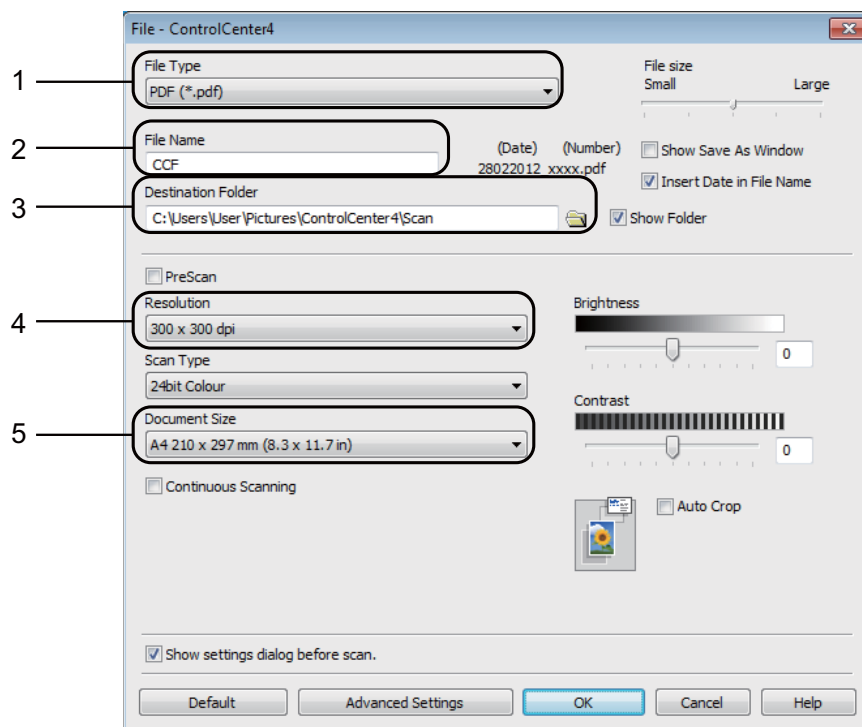 File - ControlCenter4
1
File Type
PDF (*.pdf)
File size
Small Large
2
File Name
CCF
(Date) (Number)
28022012 xxxx.pdf
Show Save As Window
Insert Date in File Name
3
Destination Folder
C:\Users\User\Pictures\ControlCenter4\Scan
Show Folder
PreScan
4
Resolution
300 x 300 dpi
Scan Type
24bit Colour
5
Document Size
A4 210 x 297 mm (8.3 x 11.7 in)
Continuous Scanning
Brightness
0
Contrast
0
Auto Crop
Show settings dialog before scan.
Default Advanced Settings OK Cancel Help